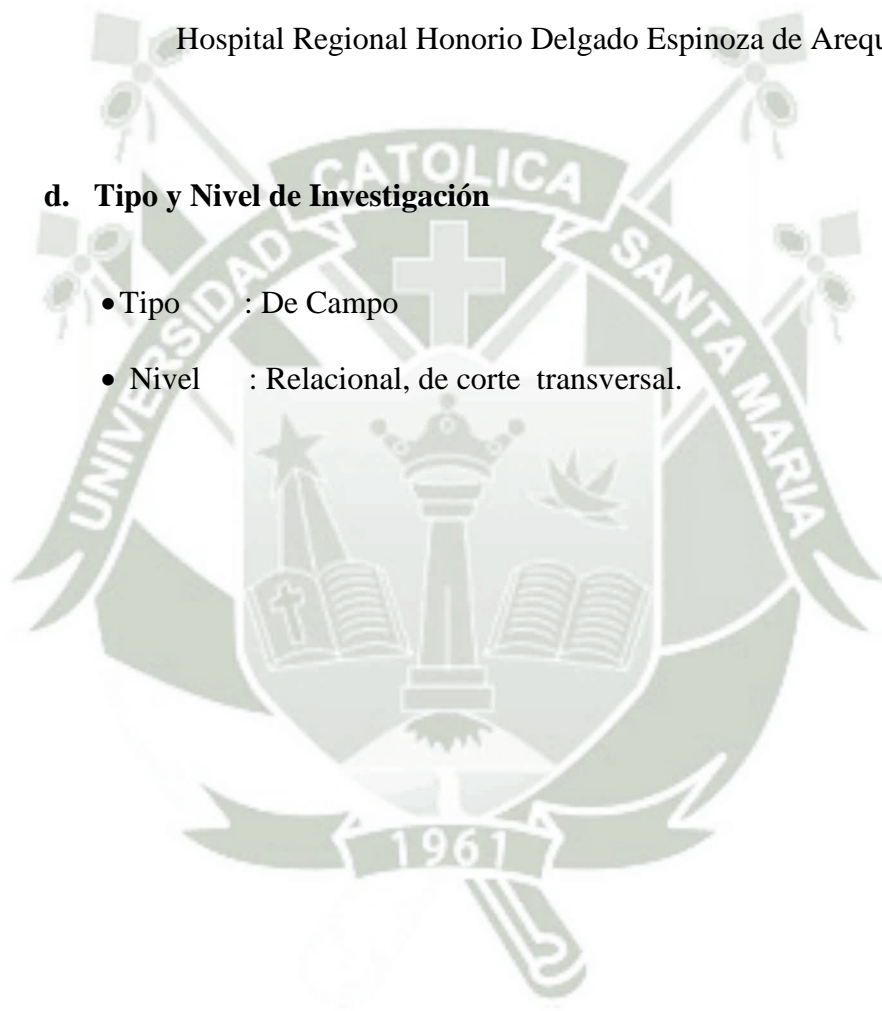 Hospital Regional Honorio Delgado Espinoza de Arequ
d. Tipo y Nivel de Investigación
• Tipo : De Campo
• Nivel : Relacional, de corte transversal.
UNIVERSIDAD CATOLICA SANTA MARIA
1961